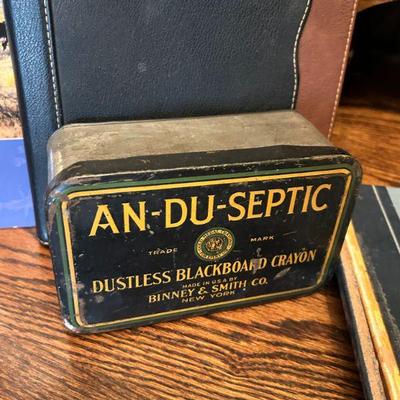 AN-DU-SEPTIC
TRADE MARK
DUSTLESS BLACKBOARD CRAYON
MADE IN U.S.A BY
BINNEY & SMITH CO.
NEW YORK